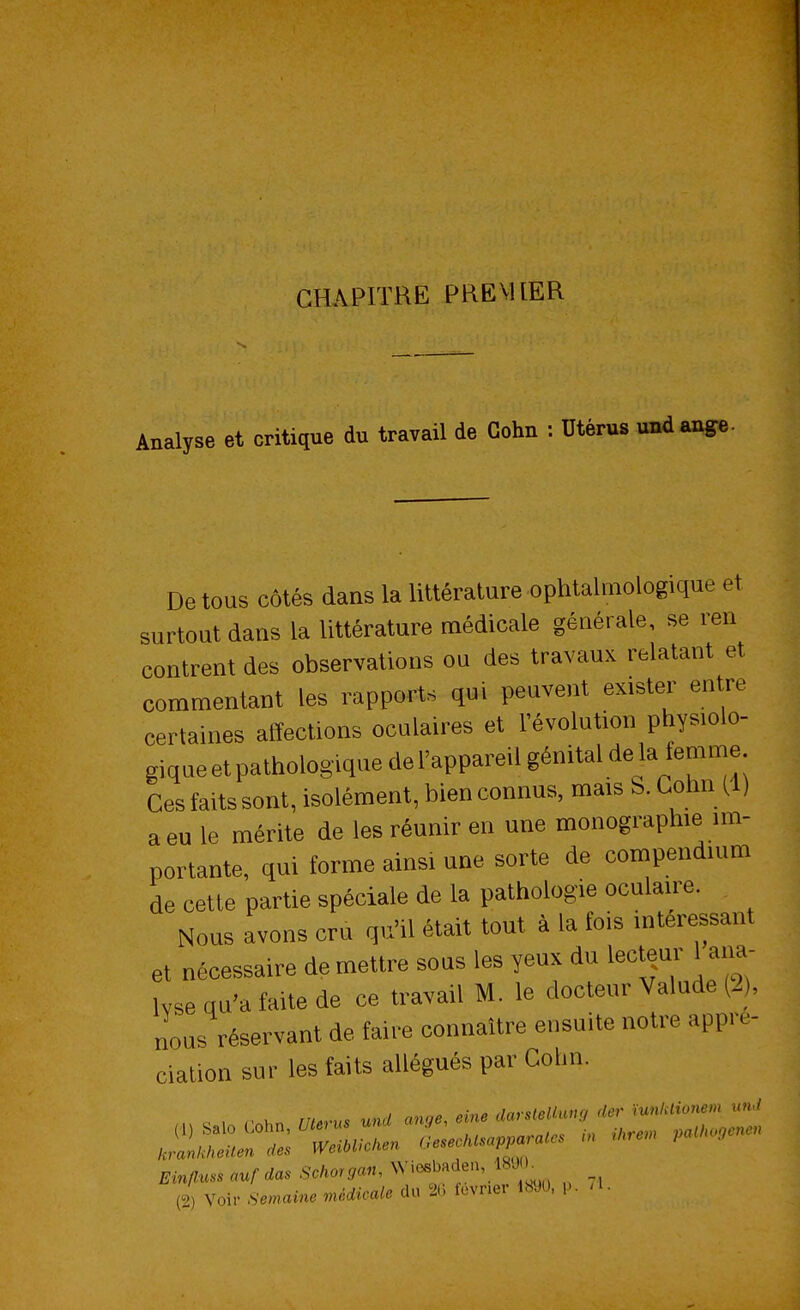 CHAPITRE PREMIER
Analyse et critique du travail de Cohn : Utérus und ange.
De tous côtés dans la littérature ophtalmologique et
surtout dans la littérature médicale générale, se ren
contrent des observations ou des travaux relatant et
commentant les rapports qui peuvent exister entre
certaines affections oculaires et l'évolution physiolo-
gique et pathologique de l'appareil génital de la femme.
Ces faits sont, isolément, bien connus, mais S. Cohn (1)
a eu le mérite de les réunir en une monographie im-
portante, qui forme ainsi une sorte de compendium
de cette partie spéciale de la pathologie oculaire.
Nous avons cru qu'il était tout à la fois intéressant
et nécessaire de mettre sous les yeux du lecteur l'ana-
lyse qu'a faite de ce travail M. le docteur Valude (2),
nous réservant de faire connaître ensuite notre appré-
ciation sur les faits allégués par Cohn.
(1) Salo Cohn, Uterus und ange, eine darstellung der iunktionem und
krankheiten des Weiblichen Gesechtsapparates in ihrem pathogenen
Einfluss auf das Schorgan, Wiesbaden, 1890.
(2) Voir Semaine médicale du 26 février 1890, p. 71.